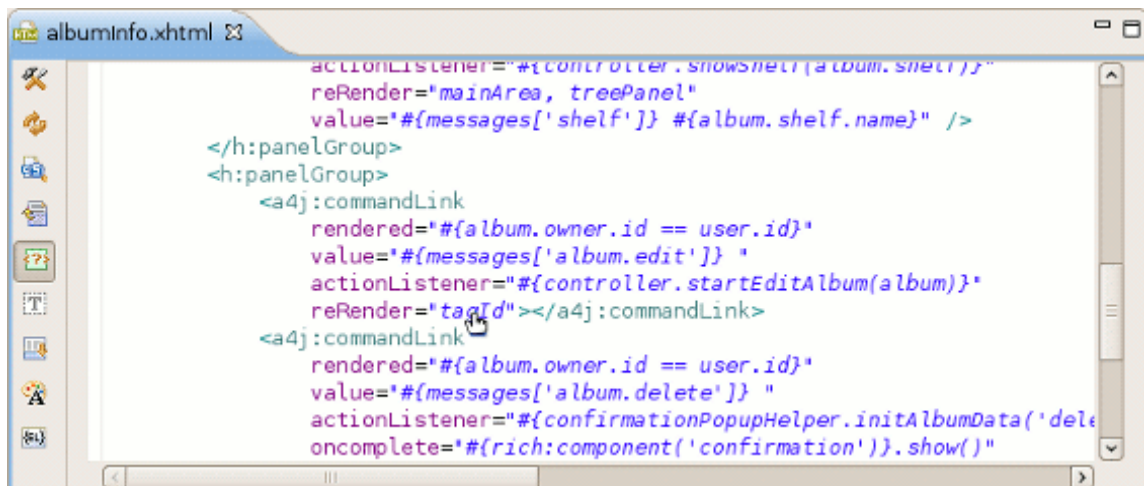 albumInfo.xhtml
actionListener="#{controller.showShelf(album.shelf)}"
reRender="mainArea, treePanel"
value="#{messages['shelf']} #{album.shelf.name}" />
</h:panelGroup>
<h:panelGroup>
<a4j:commandLink
rendered="#{album.owner.id == user.id}"
value="#{messages['album.edit']} "
actionListener="#{controller.startEditAlbum(album)}"
reRender="tagId"></a4j:commandLink>
<a4j:commandLink
rendered="#{album.owner.id == user.id}"
value="#{messages['album.delete']} "
actionListener="#{confirmationPopupHelper.initAlbumData('dele
oncomplete="#{rich:component('confirmation')}.show()"